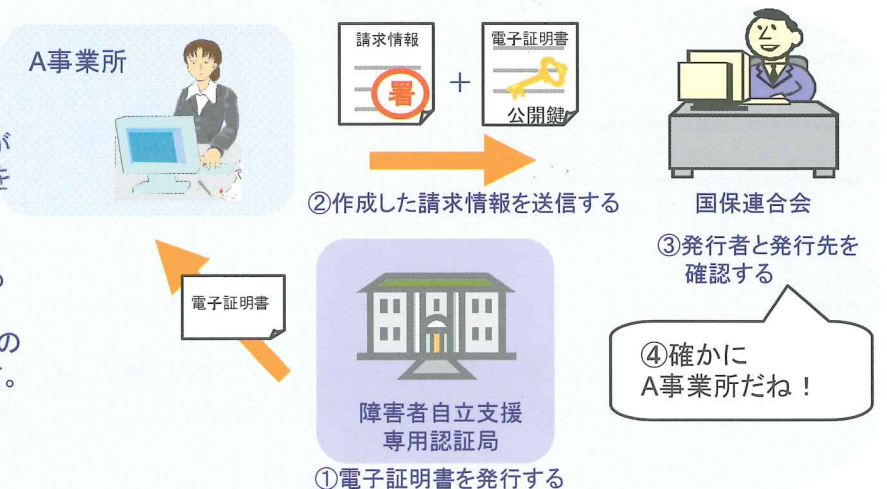 A事業所
請求情報
署
+
電子証明書
公開鍵
が
を
②作成した請求情報を送信する
国保連合会
③発行者と発行先を
確認する
電子証明書
の
。
④確かに
A事業所だね！
障害者自立支援
専用認証局
①電子証明書を発行する